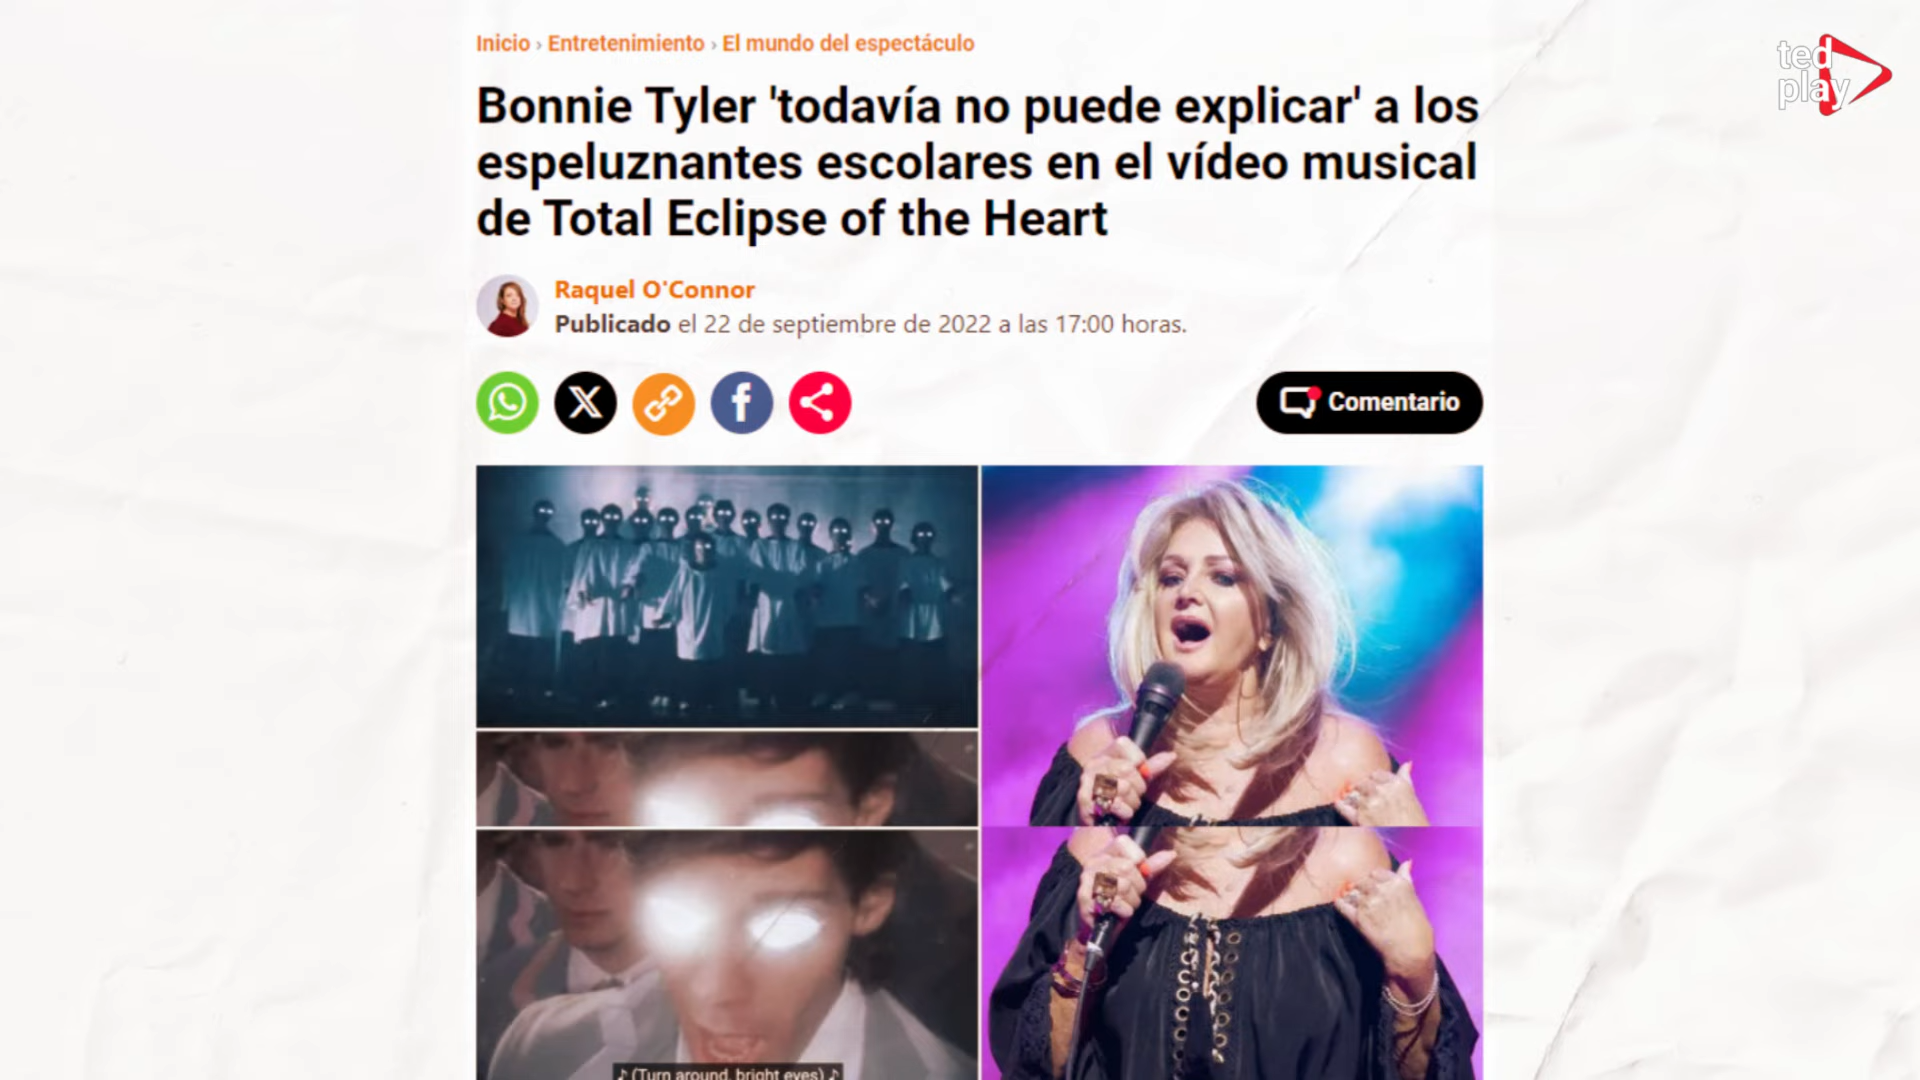 Inicio › Entretenimiento › El mundo del espectáculo
ted
play
Bonnie Tyler 'todavía no puede explicar' a los
espeluznantes escolares en el vídeo musical
de Total Eclipse of the Heart
Raquel O'Connor
Publicado el 22 de septiembre de 2022 a las 17:00 horas.
Comentario
♪ (Turn around, bright eyes) ♪